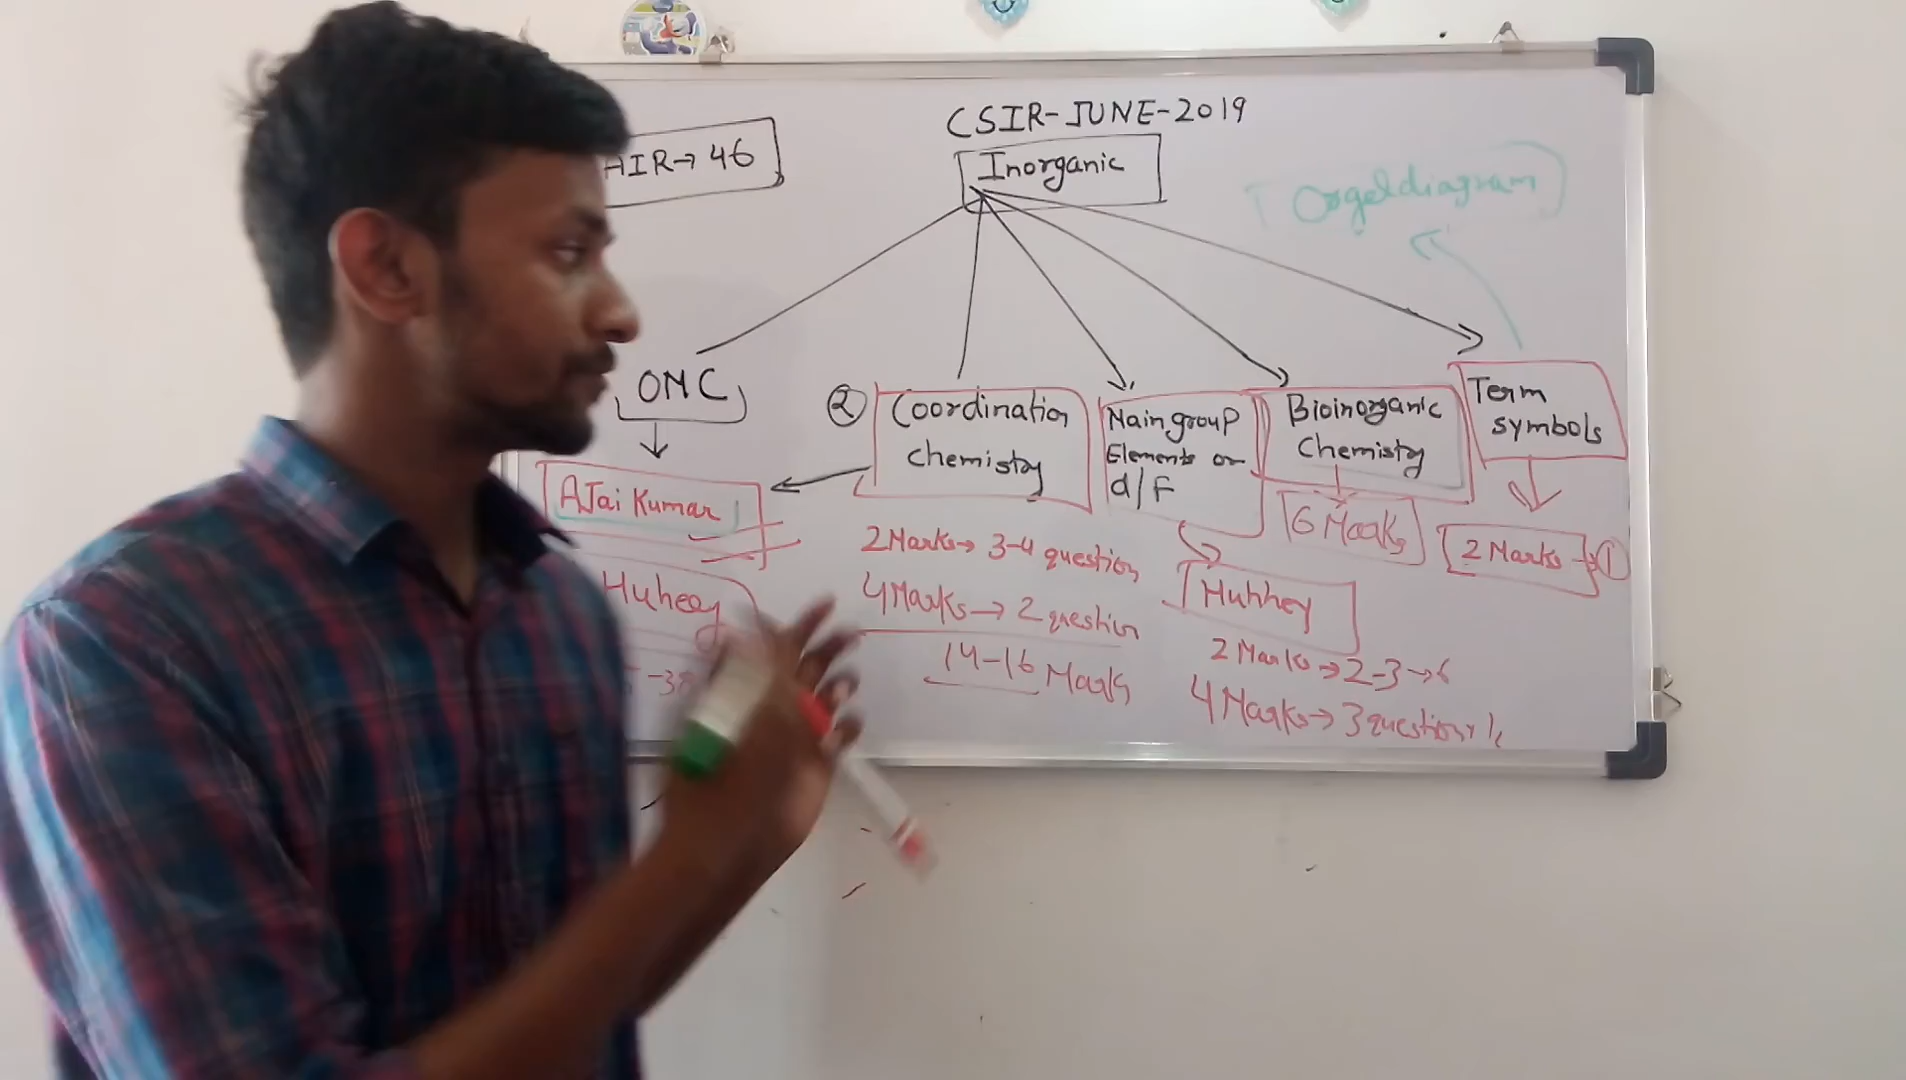 CSIR-JUNE-2019
AIR→46
Inorganic
Orgel diagram
OMC
②
Coordination
chemistry
Main group
Elements or
d/F
Bioinorganic
Chemistry
Term
symbols
AJai Kumar
Huheey
2 Marks→ 3-4 question
4 Marks→ 2 question
14-16 Marks
Huhhey
2 Marks→2-3→6
4 Marks→3 question
6 Marks
2 Marks→①